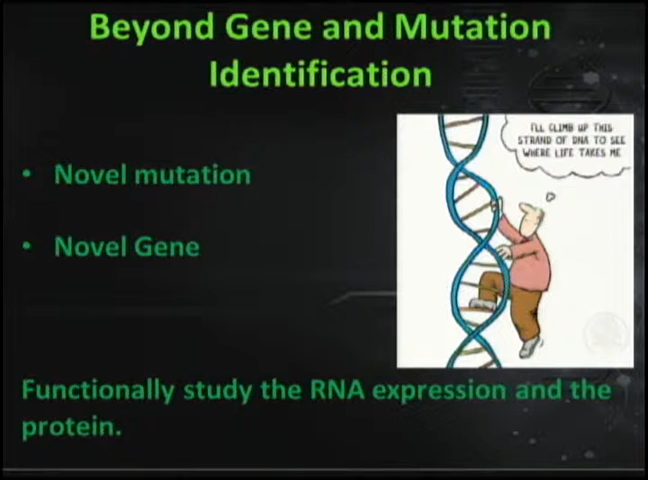 Beyond Gene and Mutation
Identification
I'LL CLIMB UP THIS
STRAND OF DNA TO SEE
WHERE LIFE TAKES ME
• Novel mutation
• Novel Gene
Functionally study the RNA expression and the
protein.